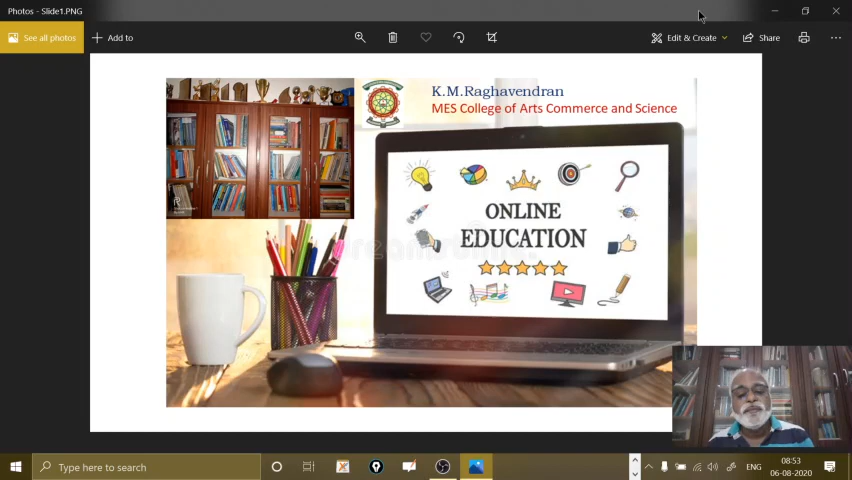 Photos - Slide1.PNG
See all photos
Add to
Edit & Create
Share
K.M.Raghavendran
MES College of Arts Commerce and Science
ONLINE
EDUCATION
Type here to search
ENG
08:53
06-08-2020